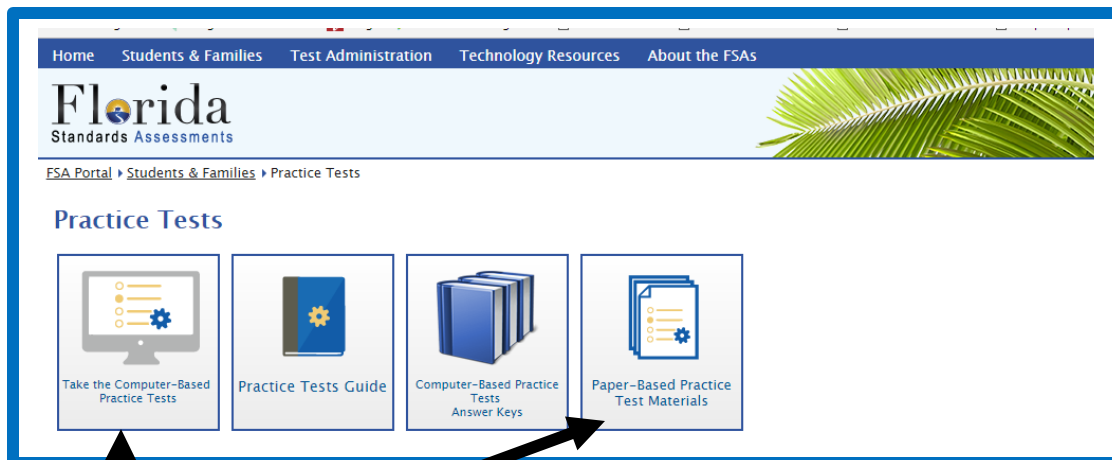 Home Students & Families Test Administration Technology Resources About the FSAs
Florida
Standards Assessments
FSA Portal Students & Families Practice Tests
Practice Tests
Take the Computer-Based
Practice Tests
Practice Tests Guide
Computer-Based Practice
Tests
Answer Keys
Paper-Based Practice
Test Materials